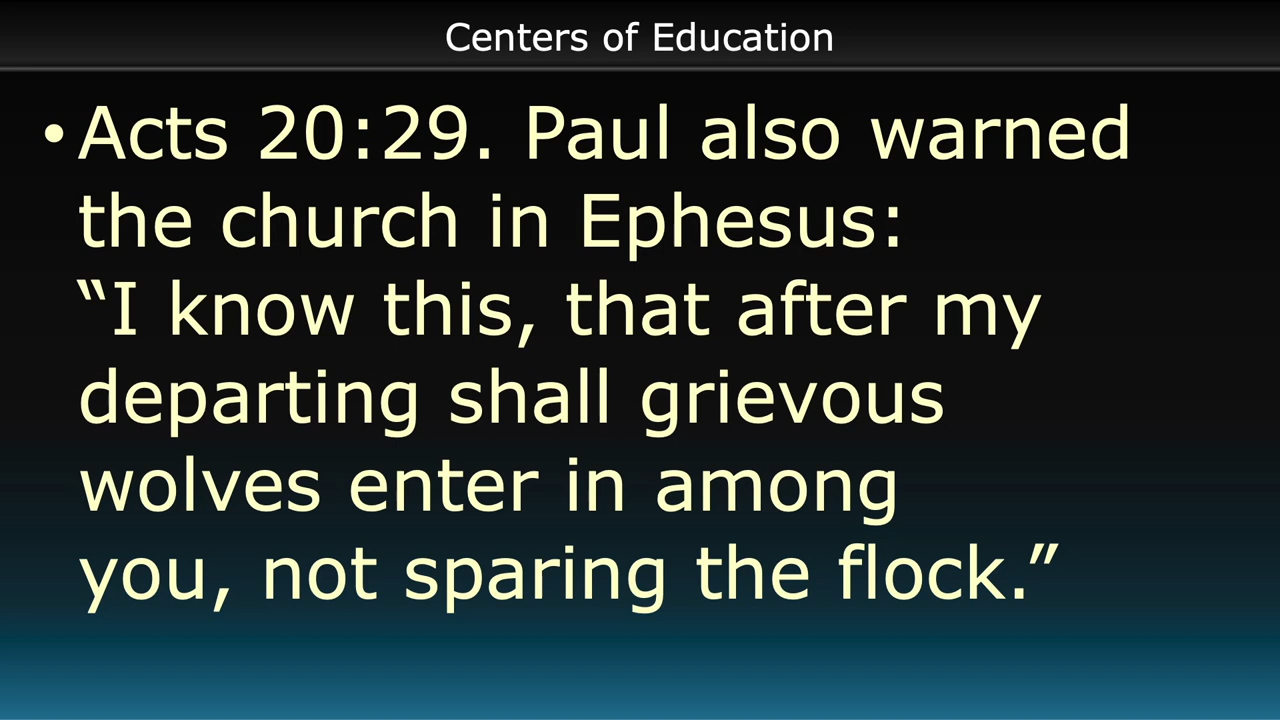 Centers of Education
•Acts 20:29. Paul also warned
the church in Ephesus:
“I know this, that after my
departing shall grievous
wolves enter in among
you, not sparing the flock.”